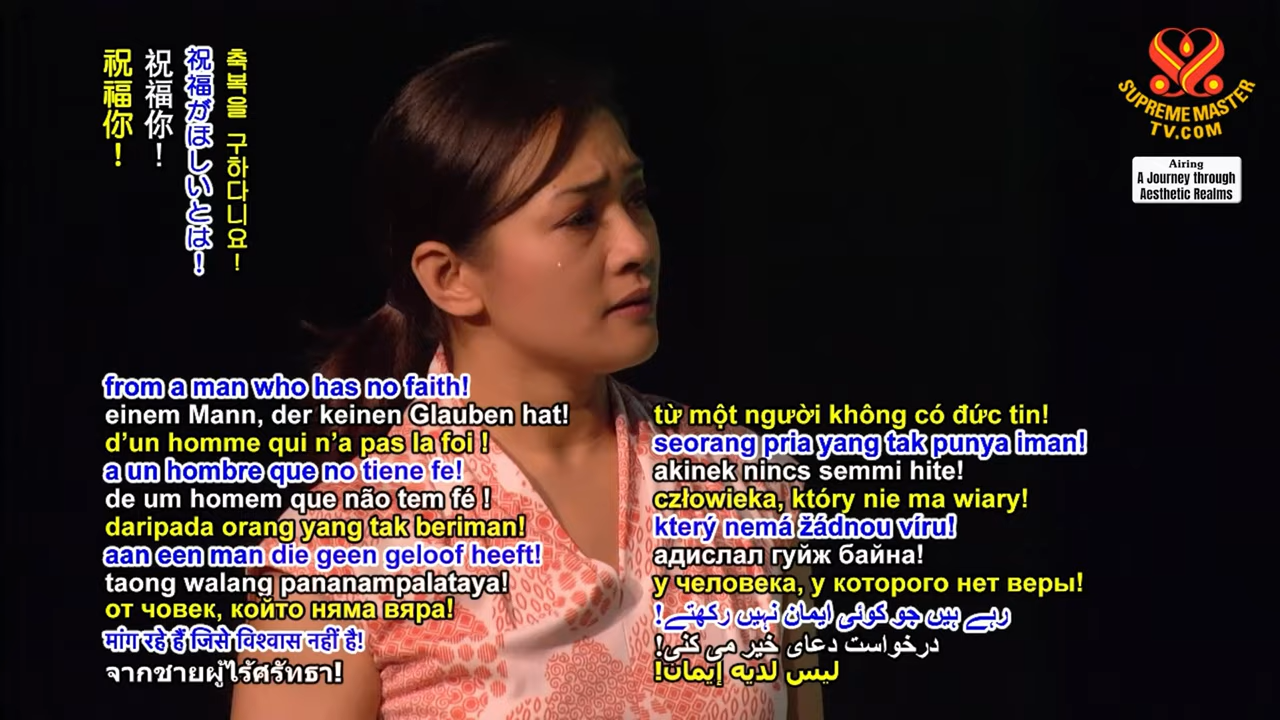 祝福你！
祝福你！
祝福がほしいとは！
축복을 구하다니요！
SUPREME MASTER
TV.COM
Airing
A Journey through
Aesthetic Realms
from a man who has no faith!
einem Mann, der keinen Glauben hat!
d’un homme qui n’a pas la foi !
a un hombre que no tiene fe!
de um homem que não tem fé !
daripada orang yang tak beriman!
aan een man die geen geloof heeft!
taong walang pananampalataya!
от човек, който няма вяра!
मांग रहे हैं जिसे विश्वास नहीं है!
จากชายผู้ไร้ศรัทธา!
từ một người không có đức tin!
seorang pria yang tak punya iman!
akinek nincs semmi hite!
człowieka, który nie ma wiary!
který nemá žádnou víru!
адислал гуйж байна!
у человека, у которого нет веры!
رہے ہیں جو کوئی ایمان نہیں رکھتے!
درخواست دعای خیر می کنی!
ليس لديه إيمان!